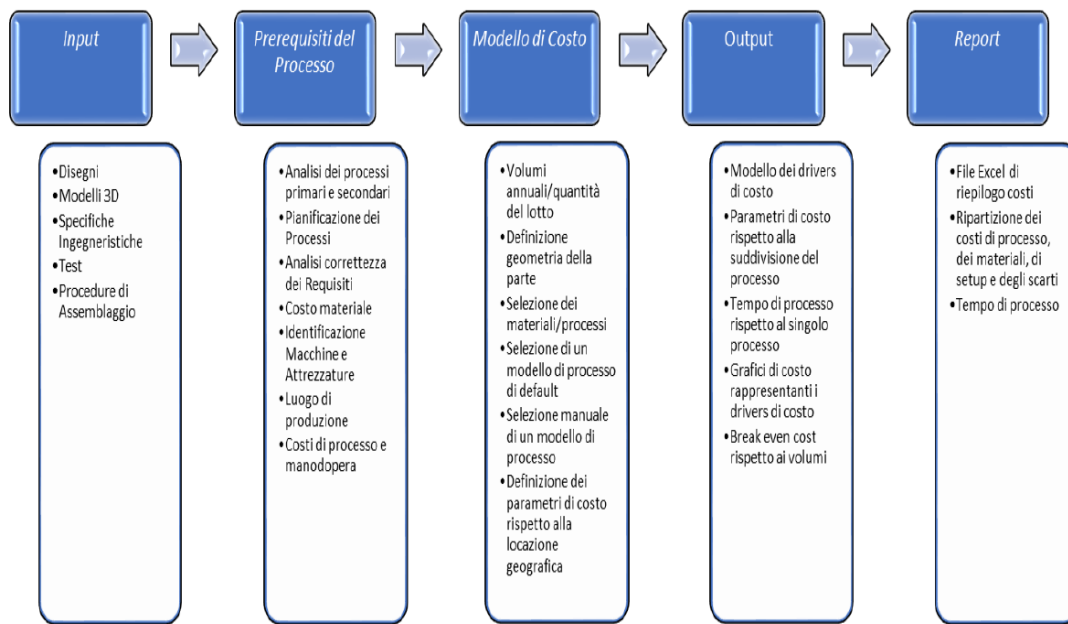 Input
Prerequisiti del
Processo
Modello di Costo
Output
Report
•Disegni
•Modelli 3D
•Specifiche
Ingegneristiche
•Test
•Procedure di
Assemblaggio
•Analisi dei processi
primari e secondari
•Pianificazione dei
Processi
•Analisi correttezza
dei Requisiti
•Costo materiale
•Identificazione
Macchine e
Attrezzature
•Luogo di
produzione
•Costi di processo e
manodopera
•Volumi
annuali/quantità
del lotto
•Definizione
geometria della
parte
•Selezione dei
materiali/processi
•Selezione di un
modello di processo
di default
•Selezione manuale
di un modello di
processo
•Definizione dei
parametri di costo
rispetto alla
locazione
geografica
•Modello dei drivers
di costo
•Parametri di costo
rispetto alla
suddivisione del
processo
•Tempo di processo
rispetto al singolo
processo
•Grafici di costo
rappresentanti i
drivers di costo
•Break even cost
rispetto ai volumi
•File Excel di
riepilogo costi
•Ripartizione dei
costi di processo,
dei materiali, di
setup e degli scarti
•Tempo di processo